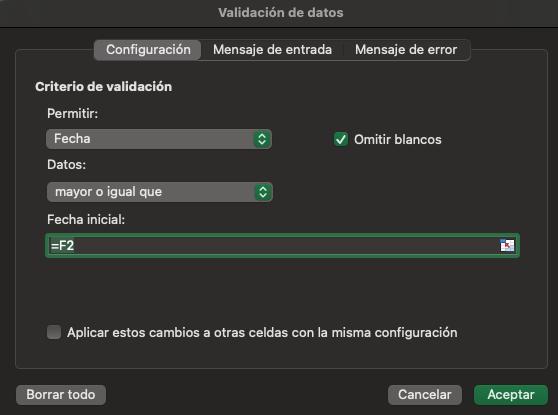 Validación de datos
Configuración Mensaje de entrada Mensaje de error
Criterio de validación
Permitir:
Fecha Omitir blancos
Datos:
mayor o igual que
Fecha inicial:
=F2
Aplicar estos cambios a otras celdas con la misma configuración
Borrar todo Cancelar Aceptar